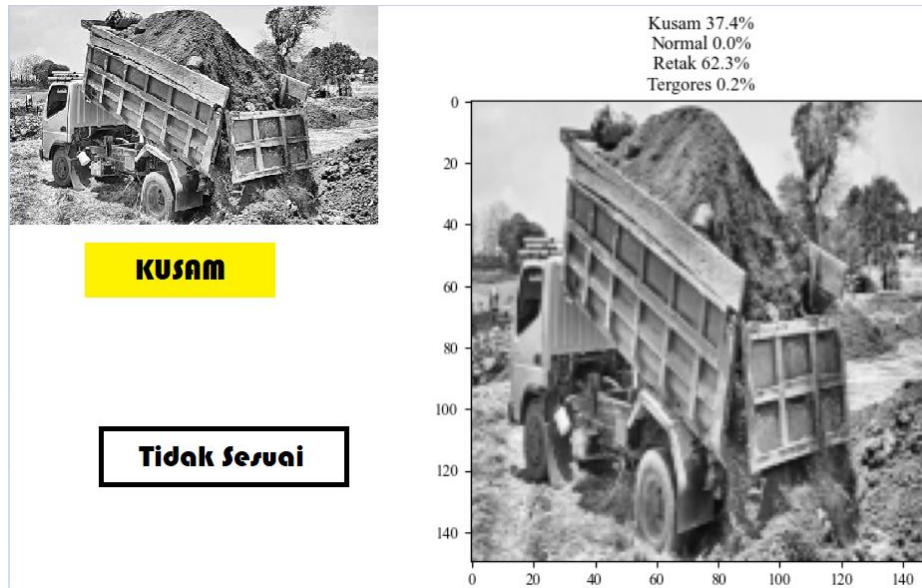 KUSAM
Tidak Sesuai
Kusam 37.4%
Normal 0.0%
Retak 62.3%
Tergores 0.2%
0
20
40
60
80
100
120
140
0 20 40 60 80 100 120 140